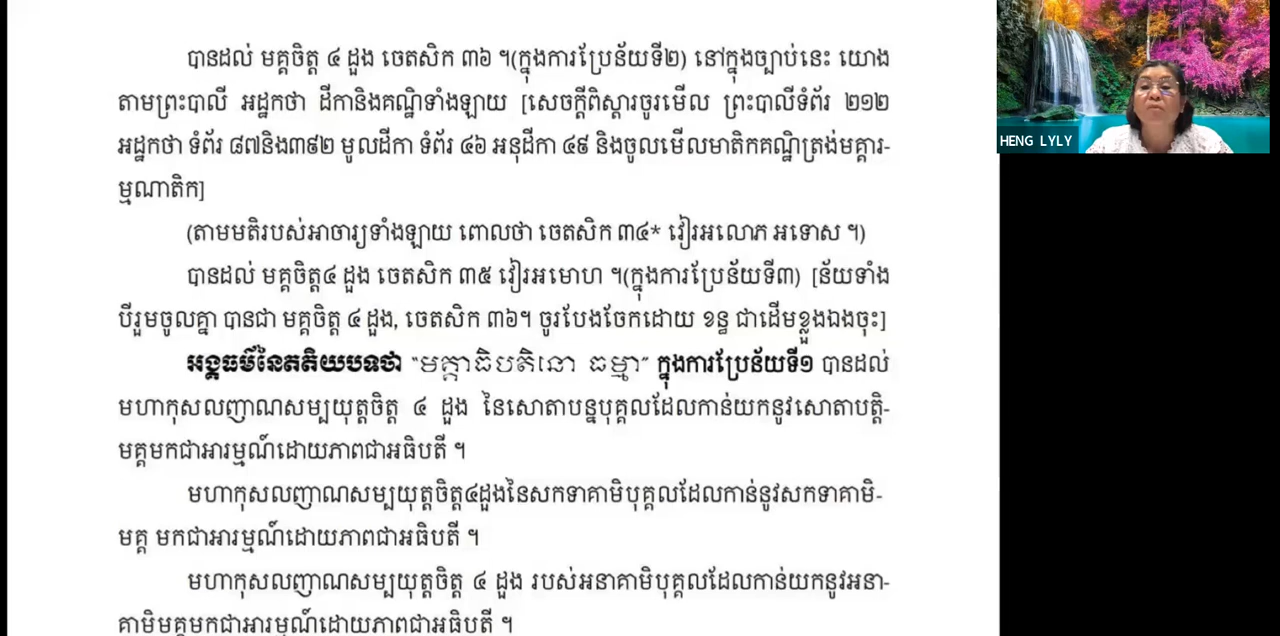 បានដល់ មគ្គចិត្ត ៤ ដួង ចេតសិក ៣៦ ។(ក្នុងការប្រែន័យទី២) នៅក្នុងច្បាប់នេះ យោង
តាមព្រះបាលី អដ្ឋកថា ដីកានិងគណ្ឋិទាំងឡាយ [សេចក្តីពិស្តារចូរមើល ព្រះបាលីទំព័រ ២១២
អដ្ឋកថា ទំព័រ ៨៧និង៣៩២ មូលដីកា ទំព័រ ៤៦ អនុដីកា ៤៩ និងចូលមើលមាតិកគណ្ឋិត្រង់មគ្គារ-
ម្មណាតិក]
(តាមមតិរបស់អាចារ្យទាំងឡាយ ពោលថា ចេតសិក ៣៤* វៀរអលោភ អទោស ។)
បានដល់ មគ្គចិត្ត៤ ដួង ចេតសិក ៣៥ វៀរអមោហ ។(ក្នុងការប្រែន័យទី៣) [ន័យទាំង
បីរួមចូលគ្នា បានជា មគ្គចិត្ត ៤ ដួង, ចេតសិក ៣៦។ ចូរបែងចែកដោយ ខន្ធ ជាដើមខ្លួងឯងចុះ]
អង្គធម៌នៃតតិយបទថា "មគ្គាធិបតិនោ ធម្មា" ក្នុងការប្រែន័យទី១ បានដល់
មហាកុសលញាណសម្បយុត្តចិត្ត ៤ ដួង នៃសោតាបន្នបុគ្គលដែលកាន់យកនូវសោតាបត្តិ-
មគ្គមកជាអារម្មណ៍ដោយភាពជាអធិបតី ។
មហាកុសលញាណសម្បយុត្តចិត្ត៤ដួងនៃសកទាគាមិបុគ្គលដែលកាន់នូវសកទាគាមិ-
មគ្គ មកជាអារម្មណ៍ដោយភាពជាអធិបតី ។
មហាកុសលញាណសម្បយុត្តចិត្ត ៤ ដួង របស់អនាគាមិបុគ្គលដែលកាន់យកនូវអនា-
គាមិមគ្គមកជាអារម្មណ៍ដោយភាពជាអធិបតី ។
HENG LYLY